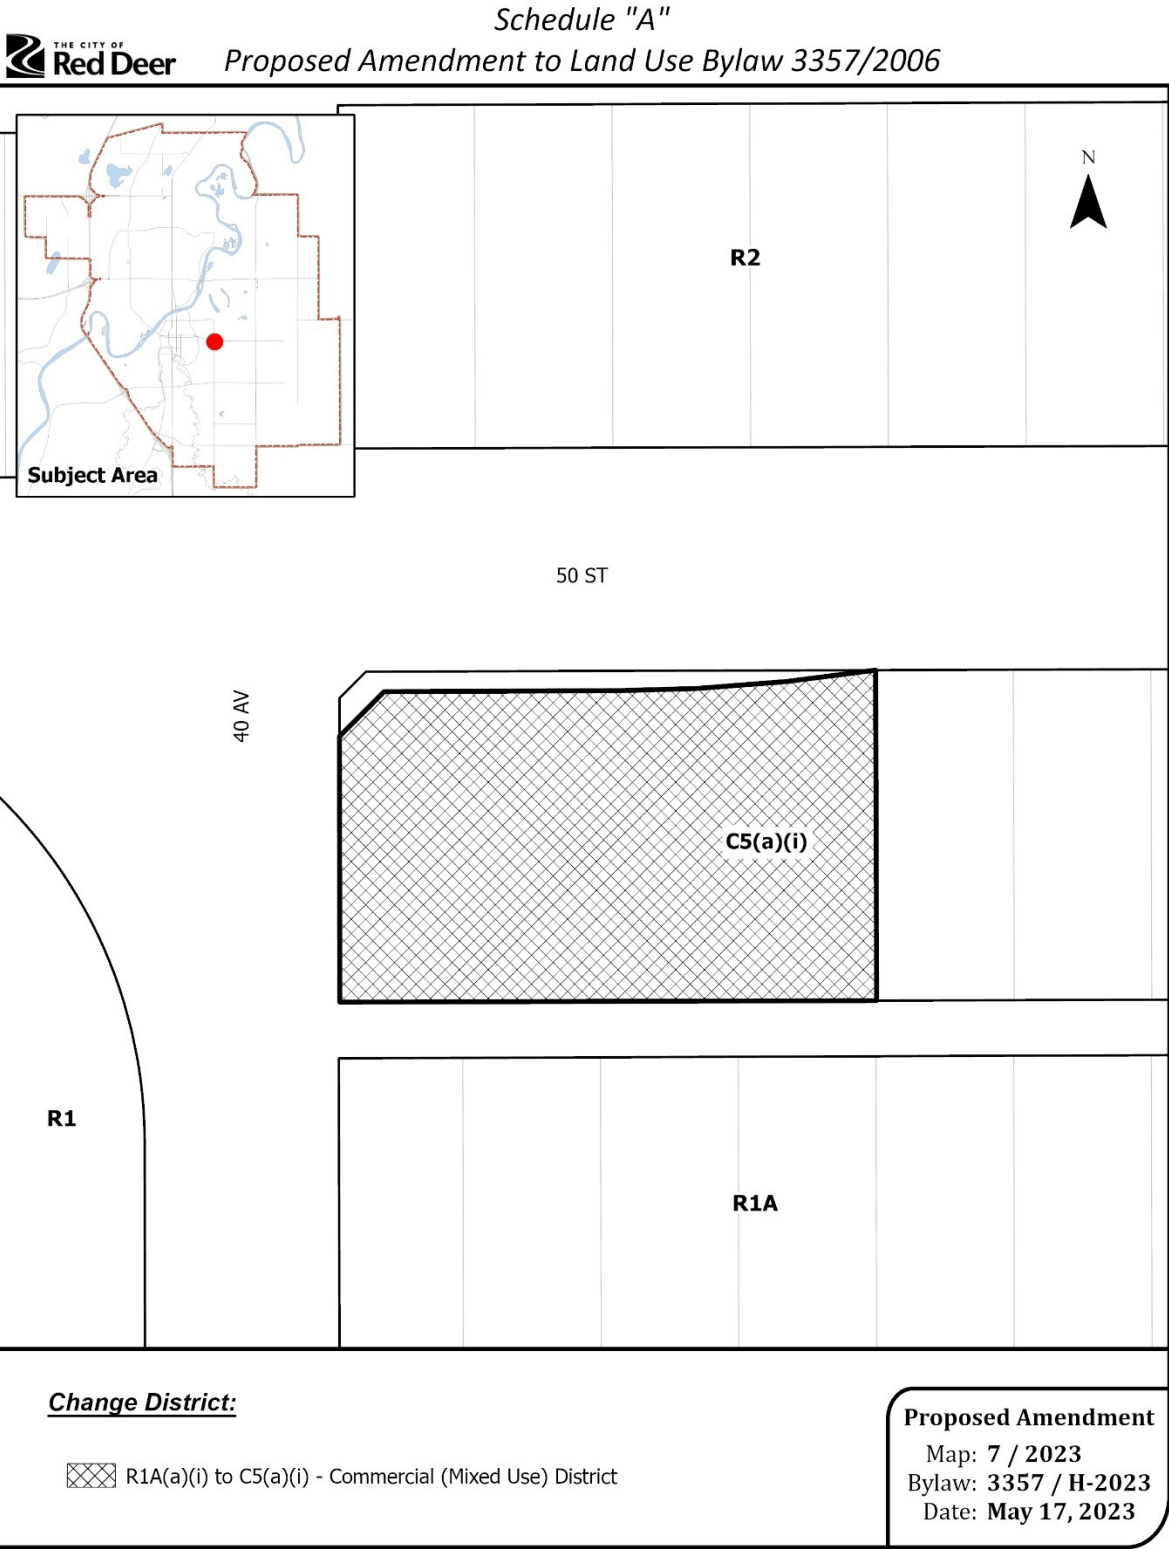 Schedule "A"
THE CITY OF
Red Deer
Proposed Amendment to Land Use Bylaw 3357/2006
N
R2
Subject Area
50 ST
40 AV
C5(a)(i)
R1
R1A
Change District:
R1A(a)(i) to C5(a)(i) - Commercial (Mixed Use) District
Proposed Amendment
Map: 7 / 2023
Bylaw: 3357 / H-2023
Date: May 17, 2023